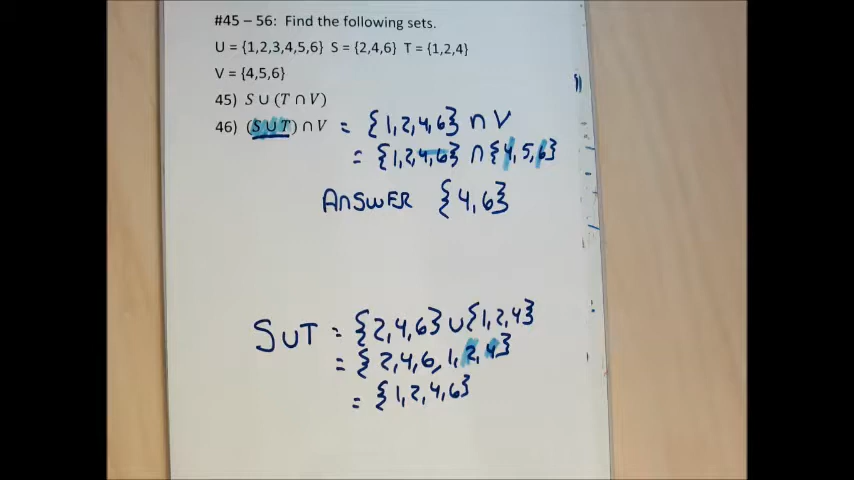 #45 – 56: Find the following sets.
U = {1,2,3,4,5,6} S = {2,4,6} T = {1,2,4}
V = {4,5,6}
45) S ∪ (T ∩ V)
46) (S ∪ T) ∩ V = {1,2,4,6} ∩ V
= {1,2,4,6} ∩ {4,5,6}
ANSWER {4,6}
S∪T = {2,4,6} ∪ {1,2,4}
= {2,4,6,1,2,4}
= {1,2,4,6}